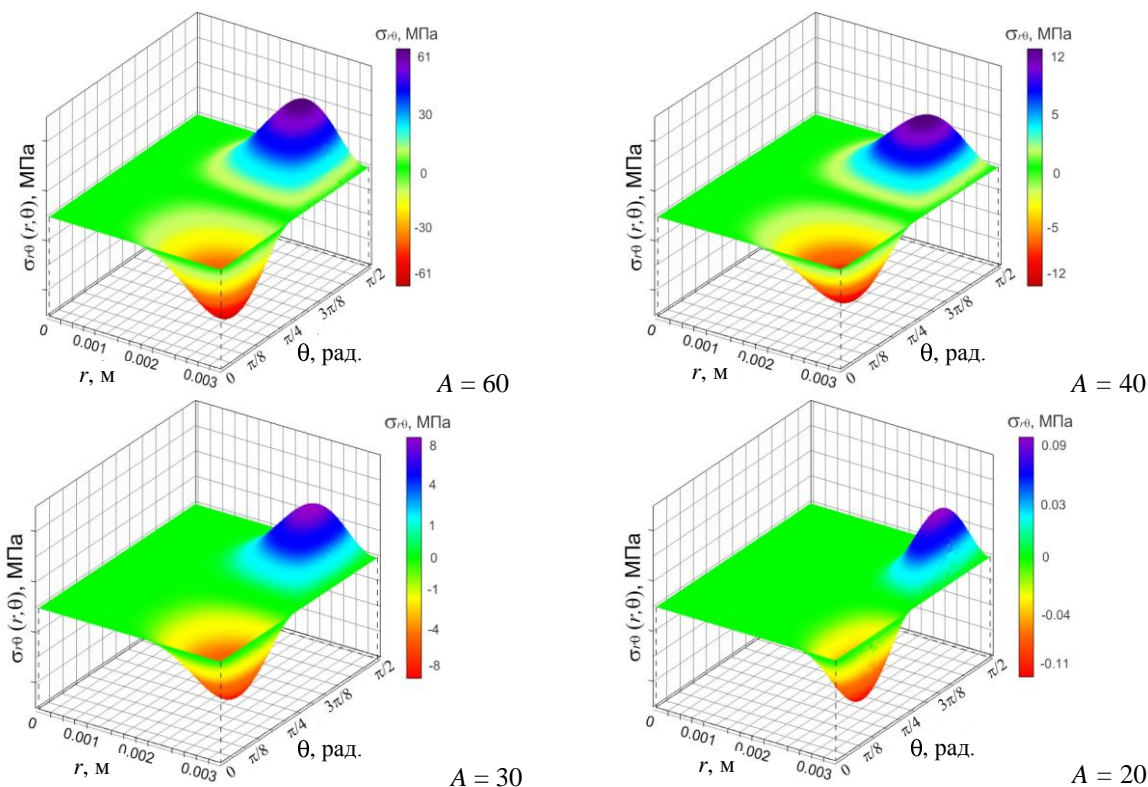 σrθ, МПа
61
30
0
-30
-61
σrθ (r,θ), МПа
0
0.001
0.002
0.003
r, м
0
π/8
π/4
3π/8
π/2
θ, рад.
A = 60
σrθ, МПа
12
5
0
-5
-12
σrθ (r,θ), МПа
0
0.001
0.002
0.003
r, м
0
π/8
π/4
3π/8
π/2
θ, рад.
A = 40
σrθ, МПа
8
4
1
0
-1
-4
-8
σrθ (r,θ), МПа
0
0.001
0.002
0.003
r, м
0
π/8
π/4
3π/8
π/2
θ, рад.
A = 30
σrθ, МПа
0.09
0.03
0
-0.04
-0.11
σrθ (r,θ), МПа
0
0.001
0.002
0.003
r, м
0
π/8
π/4
3π/8
π/2
θ, рад.
A = 20